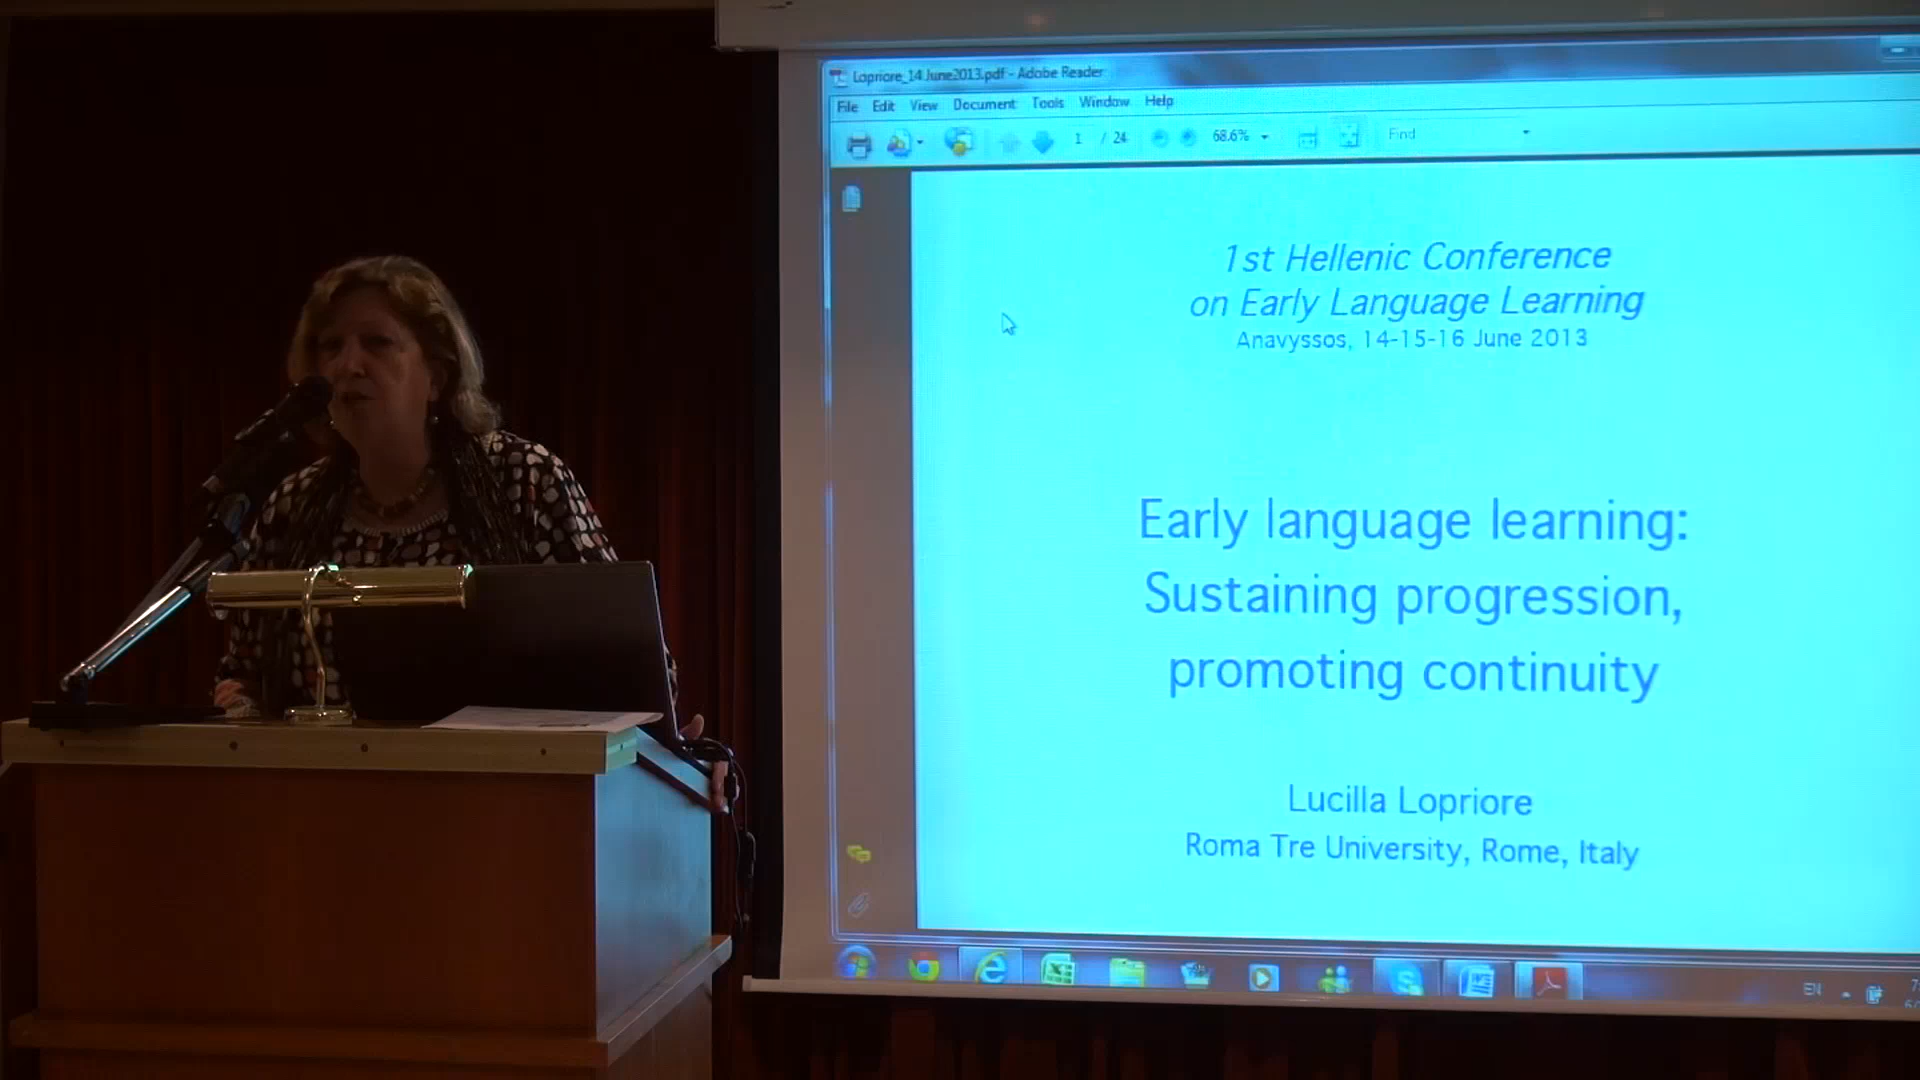 Lopriore_14 June2013.pdf - Adobe Reader
File Edit View Document Tools Window Help
1 / 24 68.6% Find
1st Hellenic Conference
on Early Language Learning
Anavyssos, 14-15-16 June 2013
Early language learning:
Sustaining progression,
promoting continuity
Lucilla Lopriore
Roma Tre University, Rome, Italy
EN